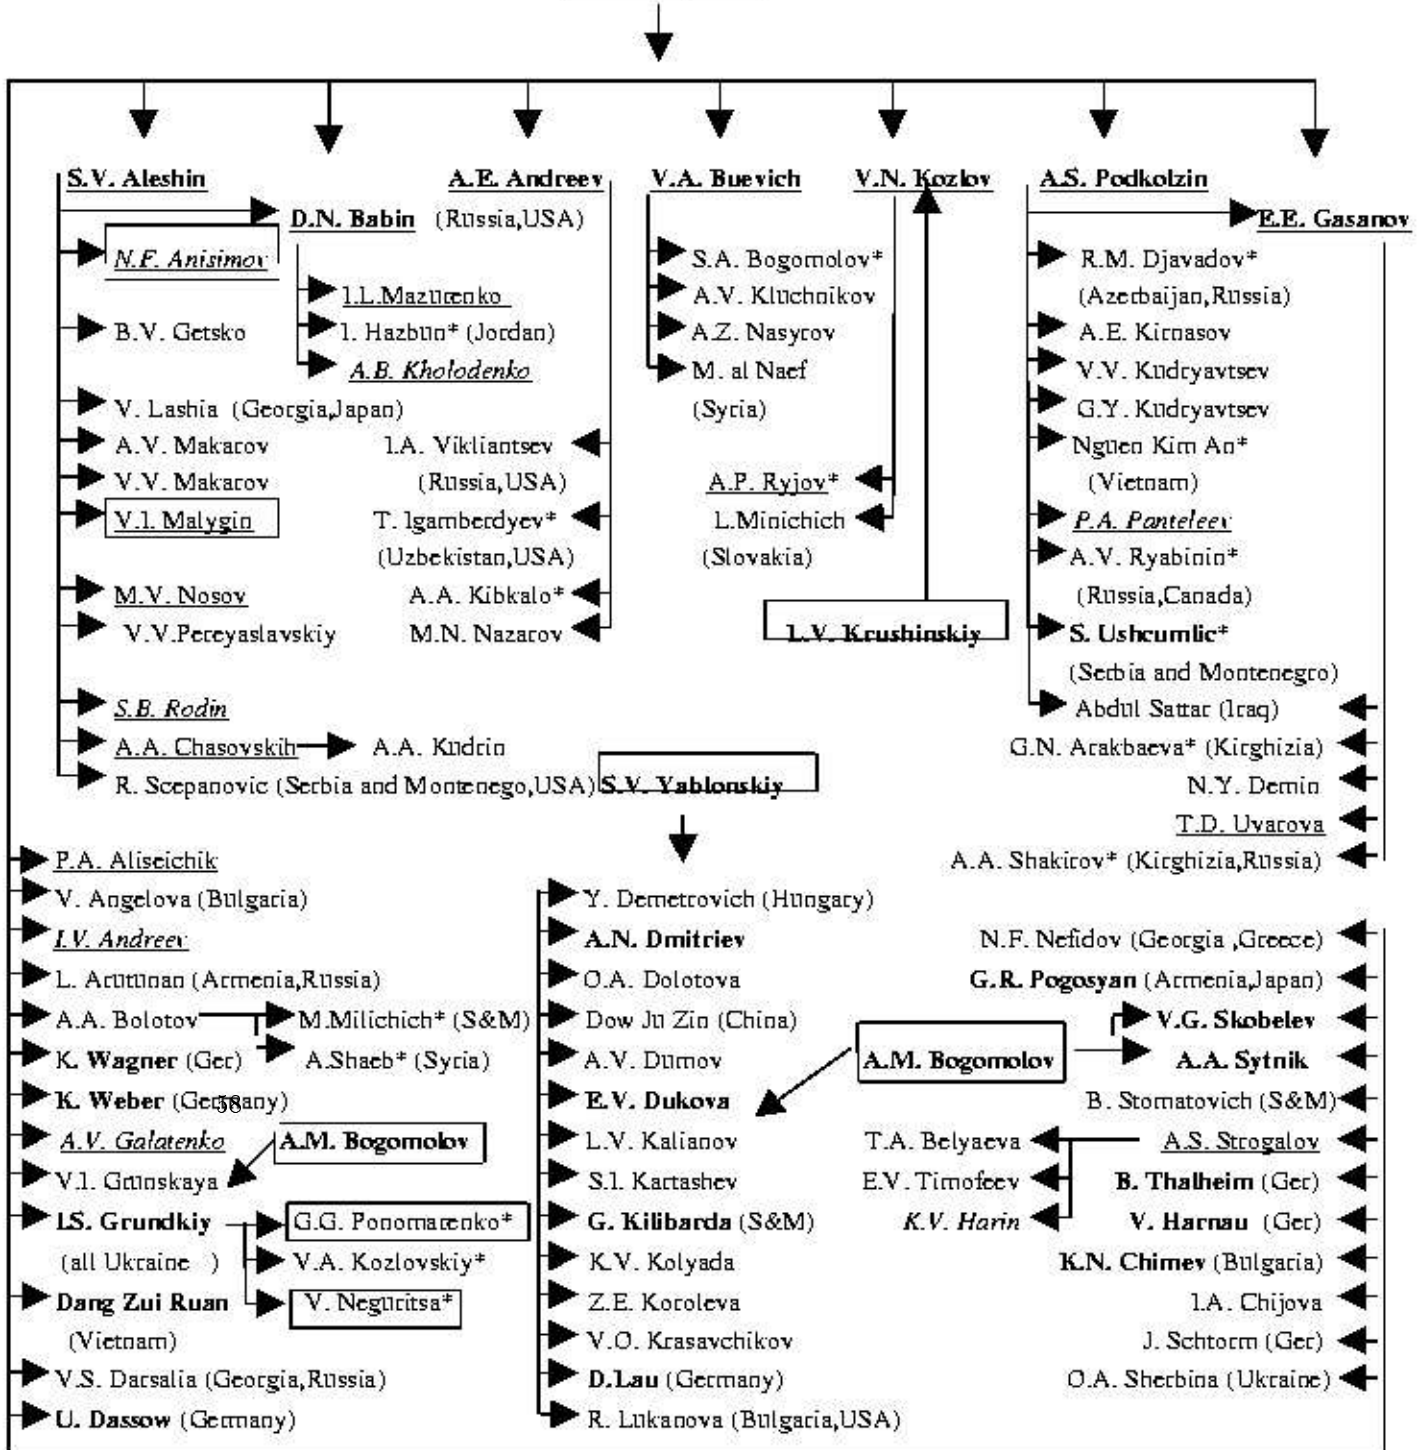 S.V. Aleshin
A.E. Andreev
V.A. Buevich
V.N. Kozlov
A.S. Podkolzin
D.N. Babin
(Russia,USA)
E.E. Gasanov
N.F. Anisimov
I.L.Mazurenko
B.V. Getsko
I. Hazbun* (Jordan)
A.B. Kholodenko
V. Lashia (Georgia,Japan)
A.V. Makarov
V.V. Makarov
V.I. Malygin
M.V. Nosov
V.V.Pereyaslavskiy
S.B. Rodin
A.A. Chasovskih
A.A. Kudrin
R. Scepanovic (Serbia and Montenego,USA)
I.A. Vikliantsev
(Russia,USA)
T. Igamberdyev*
(Uzbekistan,USA)
A.A. Kibkalo*
M.N. Nazarov
S.A. Bogomolov*
A.V. Kluchnikov
A.Z. Nasyrov
M. al Naef
(Syria)
A.P. Ryjov*
L.Minichich
(Slovakia)
L.V. Krushinskiy
R.M. Djavadov*
(Azerbaijan,Russia)
A.E. Kirnasov
V.V. Kudryavtsev
G.Y. Kudryavtsev
Nguen Kim An*
(Vietnam)
P.A. Panteleev
A.V. Ryabinin*
(Russia,Canada)
S. Ushcumlic*
(Serbia and Montenegro)
Abdul Sattar (Iraq)
G.N. Arakbaeva* (Kirghizia)
N.Y. Demin
T.D. Uvarova
A.A. Shakirov* (Kirghizia,Russia)
S.V. Yablonskiy
P.A. Aliseichik
V. Angelova (Bulgaria)
I.V. Andreev
L. Arutunan (Armenia,Russia)
A.A. Bolotov
M.Milichich* (S&M)
K. Wagner (Ger)
A.Shaeb* (Syria)
K. Weber (Germany)
58
A.V. Galatenko
A.M. Bogomolov
V.I. Grunskaya
I.S. Grundkiy
G.G. Ponomarenko*
(all Ukraine )
V.A. Kozlovskiy*
Dang Zui Ruan
V. Neguritsa*
(Vietnam)
V.S. Darsalia (Georgia,Russia)
U. Dassow (Germany)
Y. Demetrovich (Hungary)
A.N. Dmitriev
O.A. Dolotova
Dow Ju Zin (China)
A.V. Dumov
E.V. Dukova
L.V. Kalianov
S.I. Kartashev
G. Kilibarda (S&M)
K.V. Kolyada
Z.E. Koroleva
V.O. Krasavchikov
D.Lau (Germany)
R. Lukanova (Bulgaria,USA)
N.F. Nefidov (Georgia ,Greece)
G.R. Pogosyan (Armenia,Japan)
V.G. Skobelev
A.M. Bogomolov
A.A. Sytnik
B. Stomatovich (S&M)
T.A. Belyaeva
A.S. Strogalov
E.V. Timofeev
B. Thalheim (Ger)
K.V. Harin
V. Harnau (Ger)
K.N. Chimev (Bulgaria)
I.A. Chijova
J. Schtorm (Ger)
O.A. Sherbina (Ukraine)